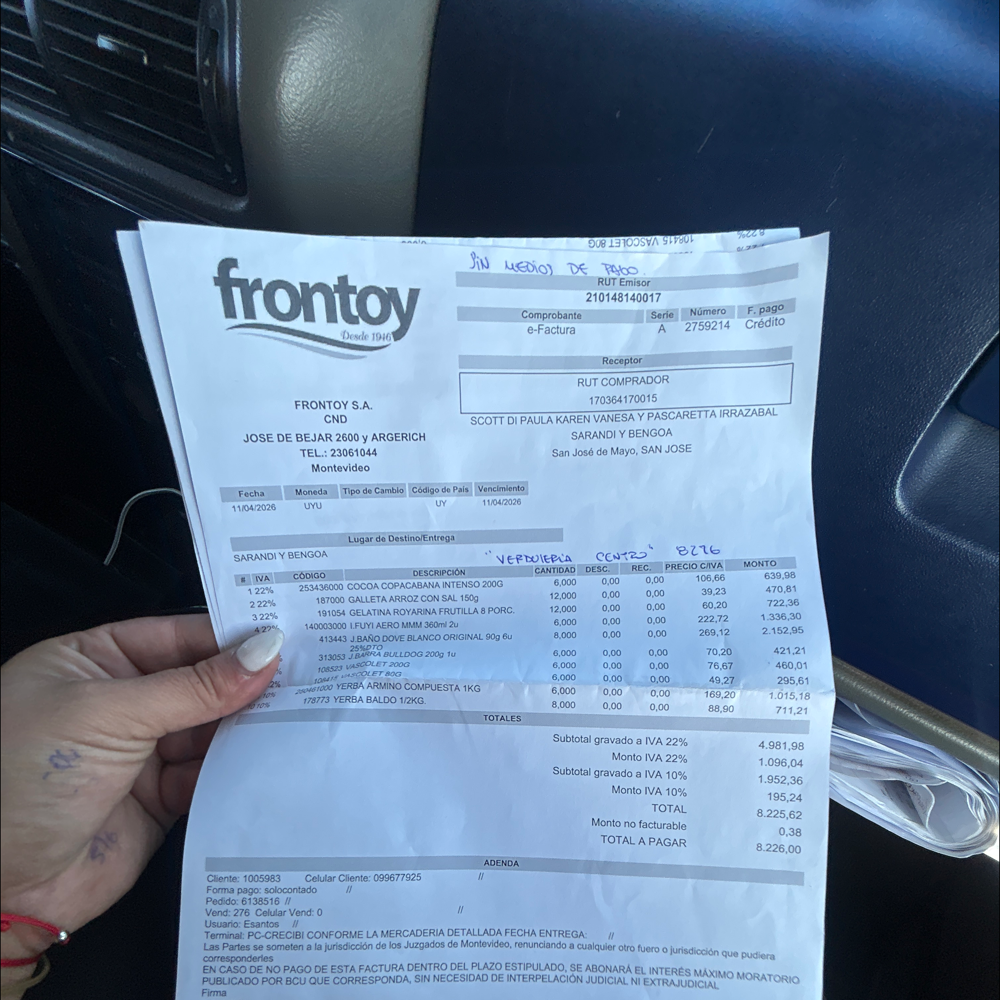 108415 VASCOLET 80G
8.22%
SIN MEDIOS DE PAGO
frontoy
Desde 1946
RUT Emisor
210148140017
Comprobante Serie Número F. pago
e-Factura A 2759214 Crédito
Receptor
RUT COMPRADOR
170364170015
SCOTT DI PAULA KAREN VANESA Y PASCARETTA IRRAZABAL
SARANDI Y BENGOA
San José de Mayo, SAN JOSE
FRONTOY S.A.
CND
JOSE DE BEJAR 2600 y ARGERICH
TEL.: 23061044
Montevideo
Fecha Moneda Tipo de Cambio Código de País Vencimiento
11/04/2026 UYU UY 11/04/2026
Lugar de Destino/Entrega
SARANDI Y BENGOA
"VERDULERIA CENTRO" 8276
# IVA CÓDIGO DESCRIPCIÓN CANTIDAD DESC. REC. PRECIO C/IVA MONTO
1 22% 253436000 COCOA COPACABANA INTENSO 200G 6,000 0,00 0,00 106,66 639,98
2 22% 187000 GALLETA ARROZ CON SAL 150g 12,000 0,00 0,00 39,23 470,81
3 22% 191054 GELATINA ROYARINA FRUTILLA 8 PORC. 12,000 0,00 0,00 60,20 722,36
4 22% 140003000 I.FUYI AERO MMM 360ml 2u 6,000 0,00 0,00 222,72 1.336,30
413443 J.BAÑO DOVE BLANCO ORIGINAL 90g 6u 8,000 0,00 0,00 269,12 2.152,95
25%DTO
313053 J.BARRA BULLDOG 200g 1u 6,000 0,00 0,00 70,20 421,21
108523 VASCOLET 200G 6,000 0,00 0,00 76,67 460,01
108415 VASCOLET 80G 6,000 0,00 0,00 49,27 295,61
YERBA ARMINO COMPUESTA 1KG 6,000 0,00 0,00 169,20 1.015,18
10% 178773 YERBA BALDO 1/2KG. 8,000 0,00 0,00 88,90 711,21
TOTALES
Subtotal gravado a IVA 22% 4.981,98
Monto IVA 22% 1.096,04
Subtotal gravado a IVA 10% 1.952,36
Monto IVA 10% 195,24
TOTAL 8.225,62
Monto no facturable 0,38
TOTAL A PAGAR 8.226,00
ADENDA
Cliente: 1005983 Celular Cliente: 099677925 //
Forma pago: solocontado //
Pedido: 6138516 //
Vend: 276 Celular Vend: 0 //
Usuario: Esantos //
Terminal: PC-CRECIBI CONFORME LA MERCADERIA DETALLADA FECHA ENTREGA: //
Las Partes se someten a la jurisdicción de los Juzgados de Montevideo, renunciando a cualquier otro fuero o jurisdicción que pudiera
corresponderles
EN CASO DE NO PAGO DE ESTA FACTURA DENTRO DEL PLAZO ESTIPULADO, SE ABONARÁ EL INTERÉS MÁXIMO MORATORIO
PUBLICADO POR BCU QUE CORRESPONDA, SIN NECESIDAD DE INTERPELACIÓN JUDICIAL NI EXTRAJUDICIAL
Firma